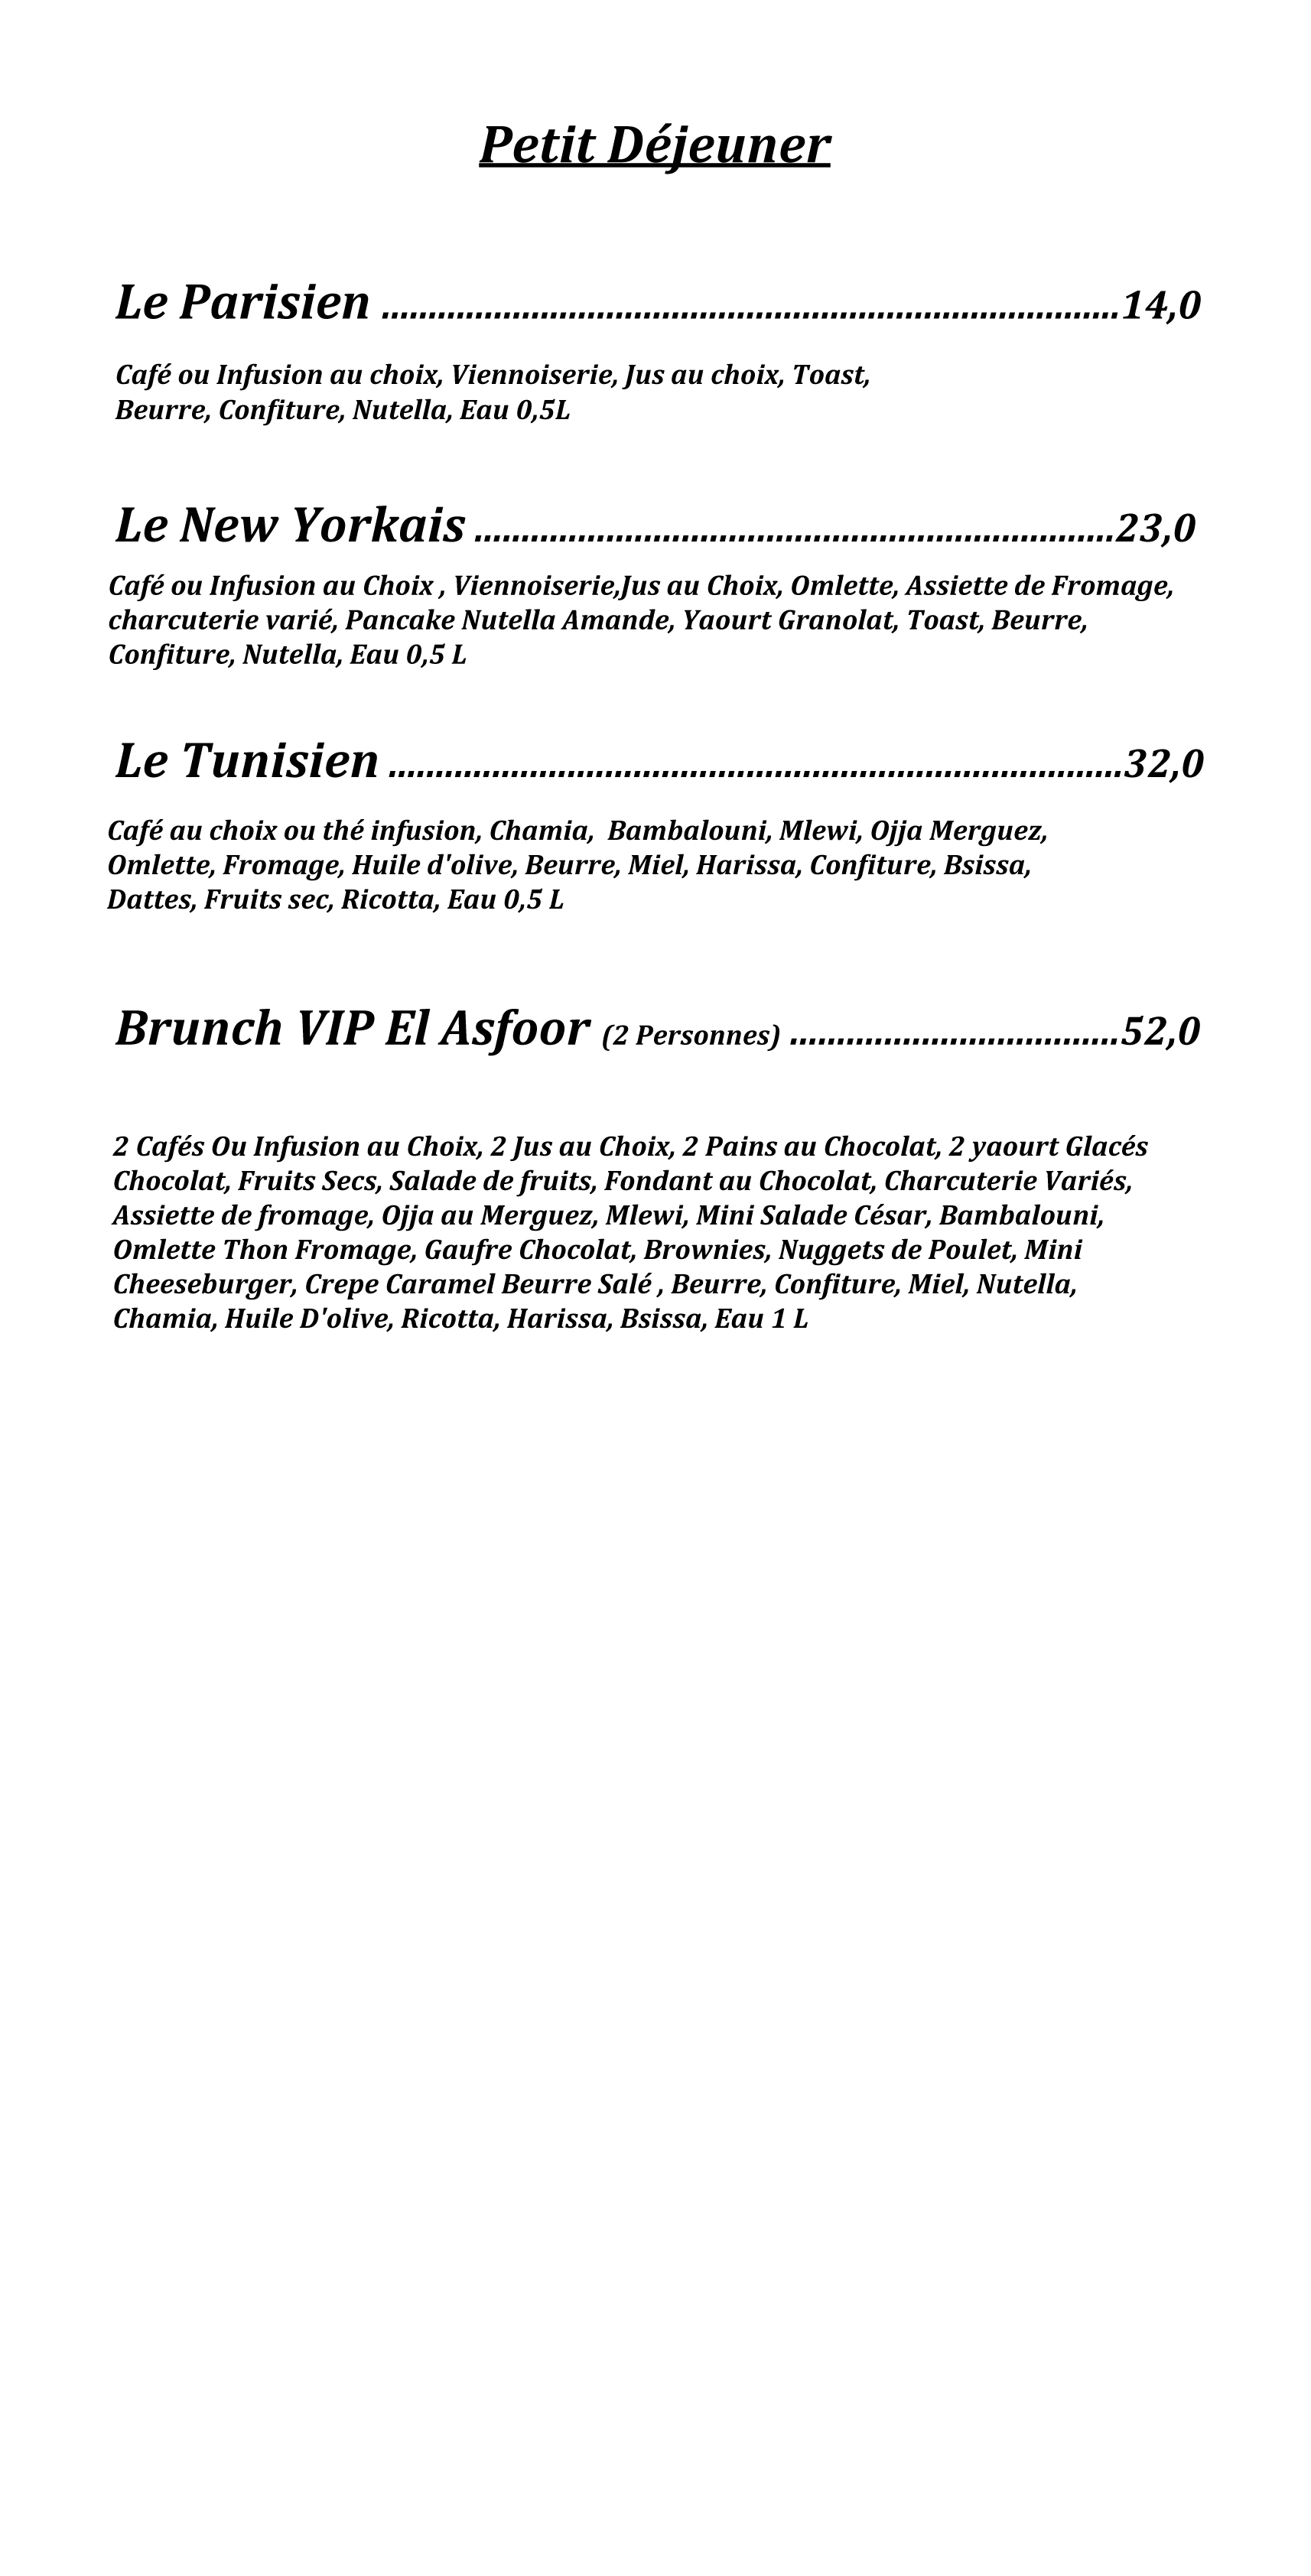 Petit Déjeuner
Le Parisien ...............................................................................14,0
Café ou Infusion au choix, Viennoiserie, Jus au choix, Toast,
Beurre, Confiture, Nutella, Eau 0,5L
Le New Yorkais .....................................................................23,0
Café ou Infusion au Choix , Viennoiserie,Jus au Choix, Omlette, Assiette de Fromage,
charcuterie varié, Pancake Nutella Amande, Yaourt Granolat, Toast, Beurre,
Confiture, Nutella, Eau 0,5 L
Le Tunisien ...............................................................................32,0
Café au choix ou thé infusion, Chamia,  Bambalouni, Mlewi, Ojja Merguez,
Omlette, Fromage, Huile d'olive, Beurre, Miel, Harissa, Confiture, Bsissa,
Dattes, Fruits sec, Ricotta, Eau 0,5 L
Brunch VIP El Asfoor (2 Personnes) ...................................52,0
2 Cafés Ou Infusion au Choix, 2 Jus au Choix, 2 Pains au Chocolat, 2 yaourt Glacés
Chocolat, Fruits Secs, Salade de fruits, Fondant au Chocolat, Charcuterie Variés,
Assiette de fromage, Ojja au Merguez, Mlewi, Mini Salade César, Bambalouni,
Omlette Thon Fromage, Gaufre Chocolat, Brownies, Nuggets de Poulet, Mini
Cheeseburger, Crepe Caramel Beurre Salé , Beurre, Confiture, Miel, Nutella,
Chamia, Huile D'olive, Ricotta, Harissa, Bsissa, Eau 1 L